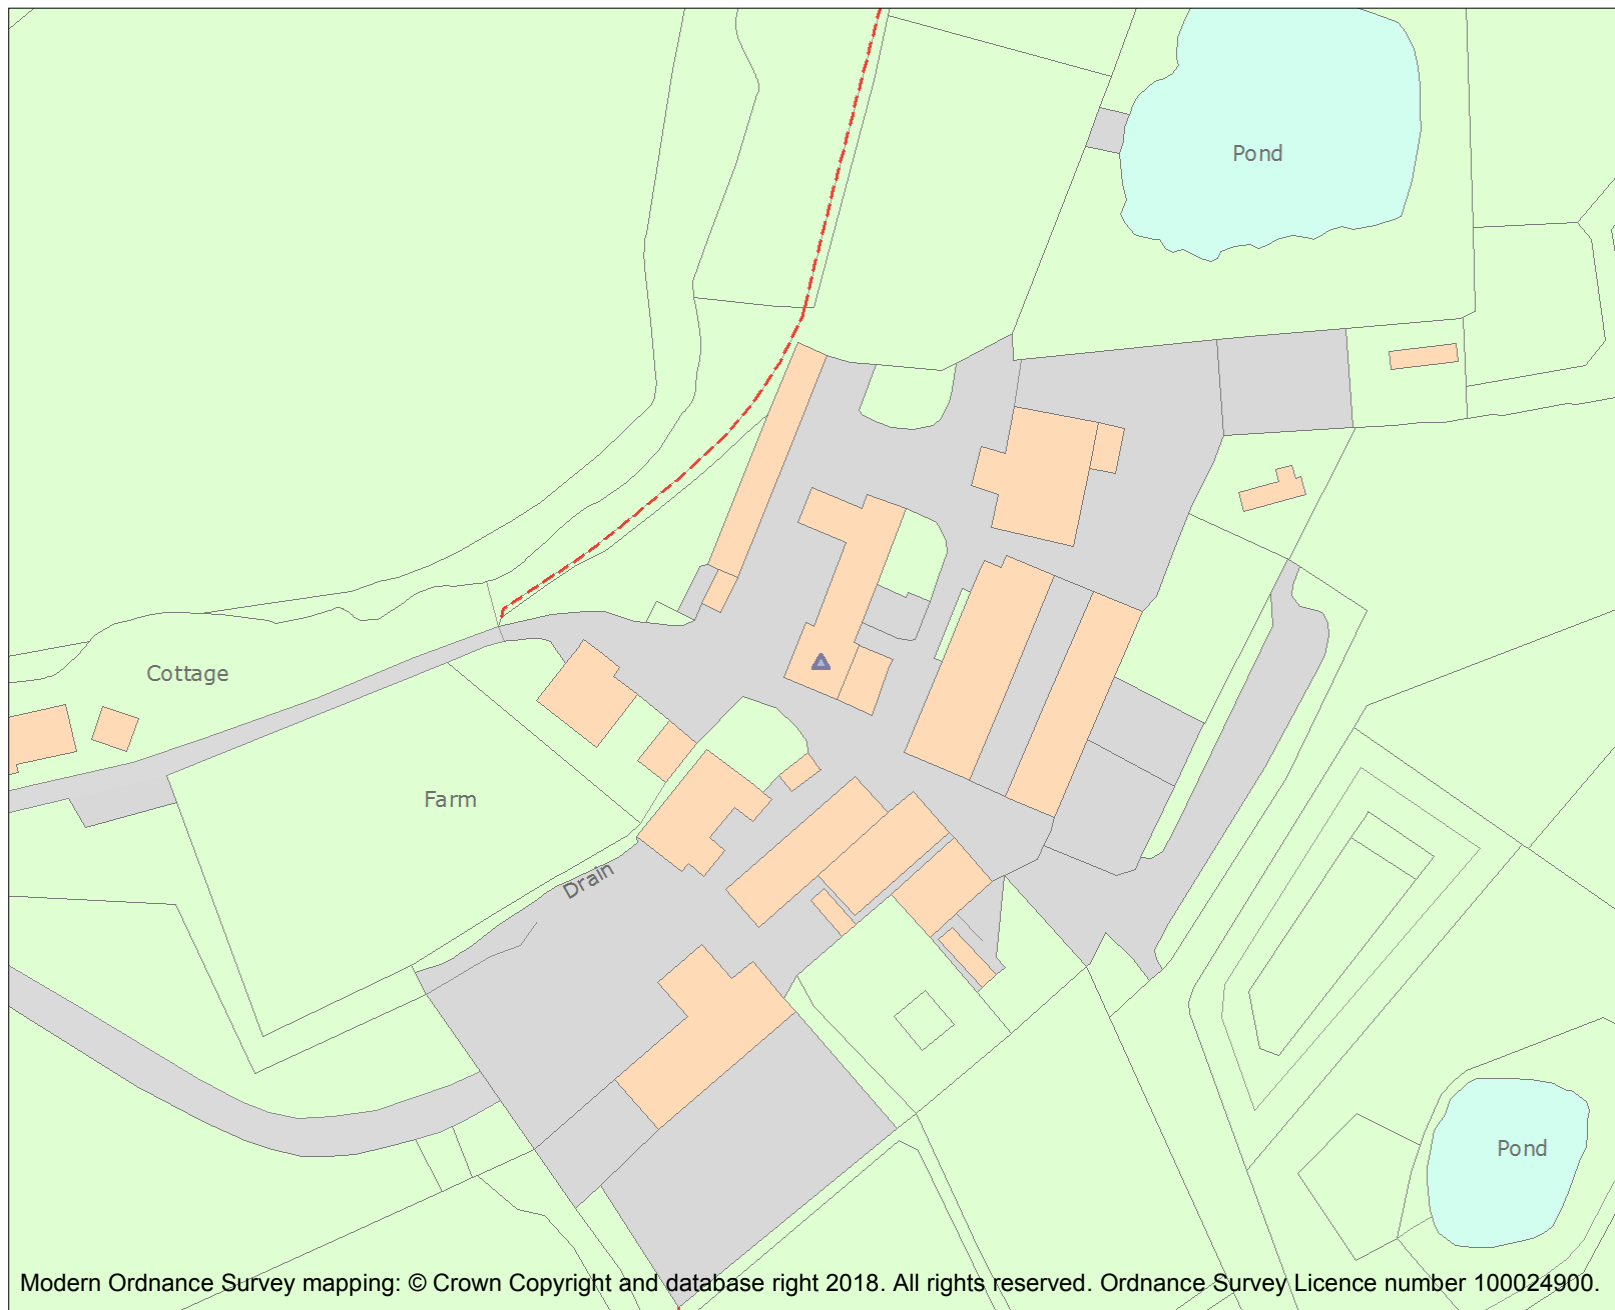 Pond
Cottage
Farm
Drain
Pond
Modern Ordnance Survey mapping: © Crown Copyright and database right 2018. All rights reserved. Ordnance Survey Licence number 100024900.